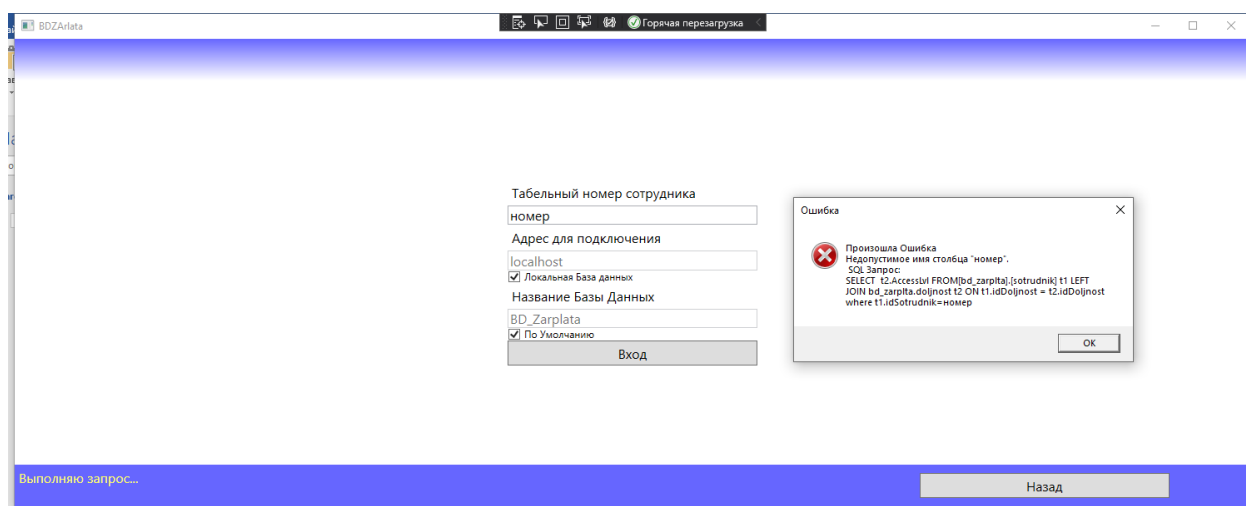 BDZArlata
Горячая перезагрузка
Табельный номер сотрудника
номер
Адрес для подключения
localhost
Локальная База данных
Название Базы Данных
BD_Zarplata
По Умолчанию
Вход
Ошибка
Произошла Ошибка
Недопустимое имя столбца "номер".
SQL Запрос:
SELECT t2.AccessLvl FROM[bd_zarplta].[sotrudnik] t1 LEFT
JOIN bd_zarplta.doljnost t2 ON t1.idDoljnost = t2.idDoljnost
where t1.idSotrudnik=номер
ОК
Выполняю запрос...
Назад